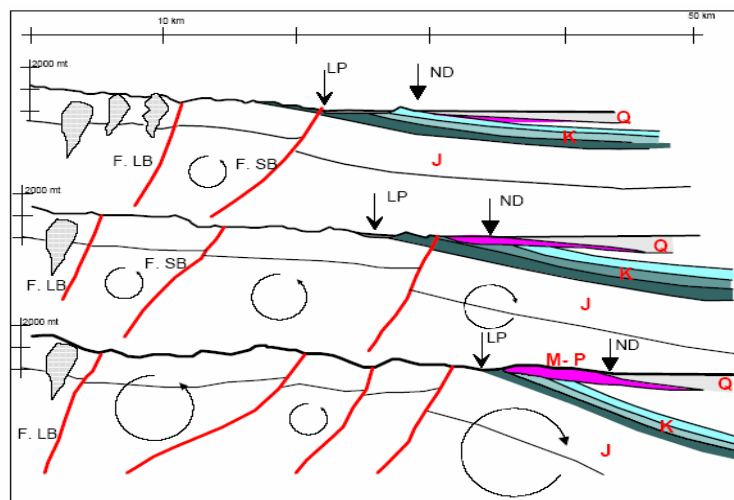 10 km 50 km
2000 mt
LP
ND
Q
K
J
F. LB
F. SB
2000 mt
LP
ND
F. SB
Q
K
F. LB
J
2000 mt
LP
ND
M- P
Q
F. LB
K
J